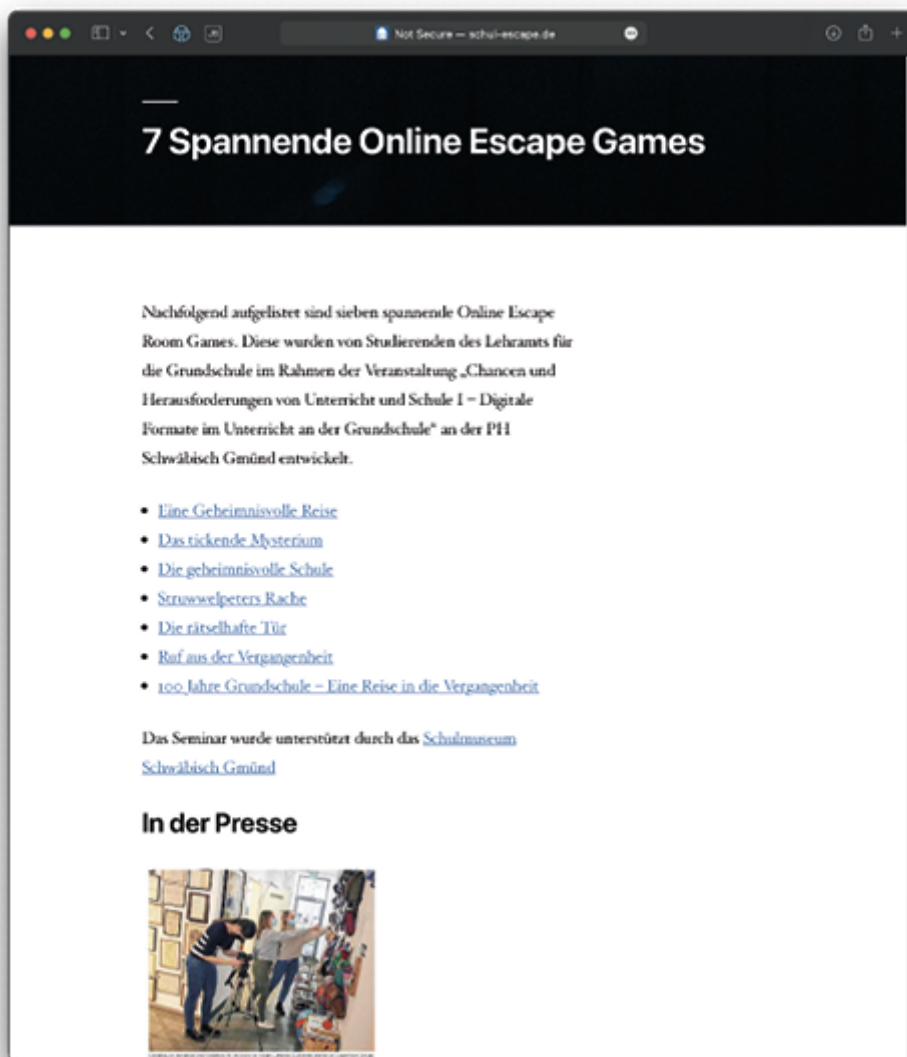 Not Secure — schul-escape.de
7 Spannende Online Escape Games
Nachfolgend aufgelistet sind sieben spannende Online Escape
Room Games. Diese wurden von Studierenden des Lehramts für
die Grundschule im Rahmen der Veranstaltung „Chancen und
Herausforderungen von Unterricht und Schule I – Digitale
Formate im Unterricht an der Grundschule“ an der PH
Schwäbisch Gmünd entwickelt.
• Eine Geheimnisvolle Reise
• Das tickende Mysterium
• Die geheimnisvolle Schule
• Struwwelpeters Rache
• Die rätselhafte Tür
• Ruf aus der Vergangenheit
• 100 Jahre Grundschule – Eine Reise in die Vergangenheit
Das Seminar wurde unterstützt durch das Schulmuseum
Schwäbisch Gmünd
In der Presse